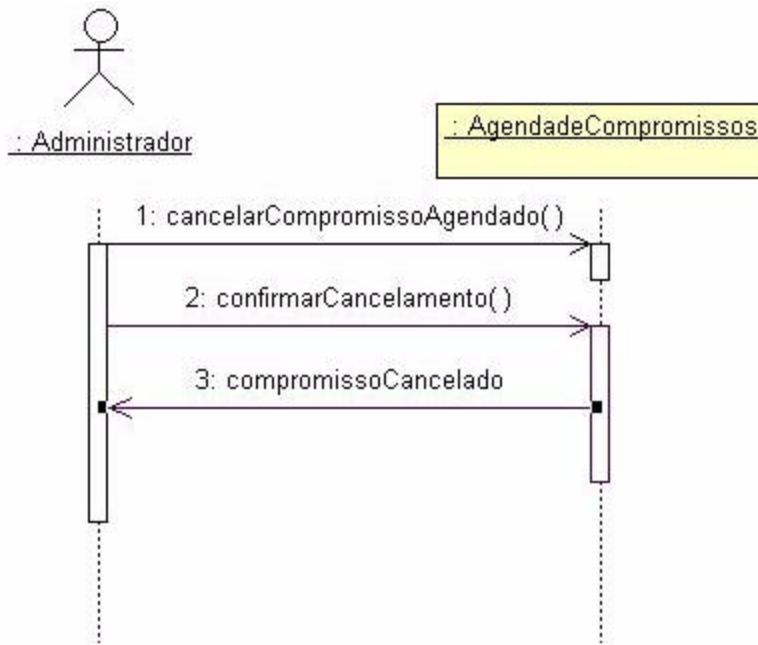 : Administrador
: AgendadeCompromissos
1: cancelarCompromissoAgendado( )
2: confirmarCancelamento( )
3: compromissoCancelado